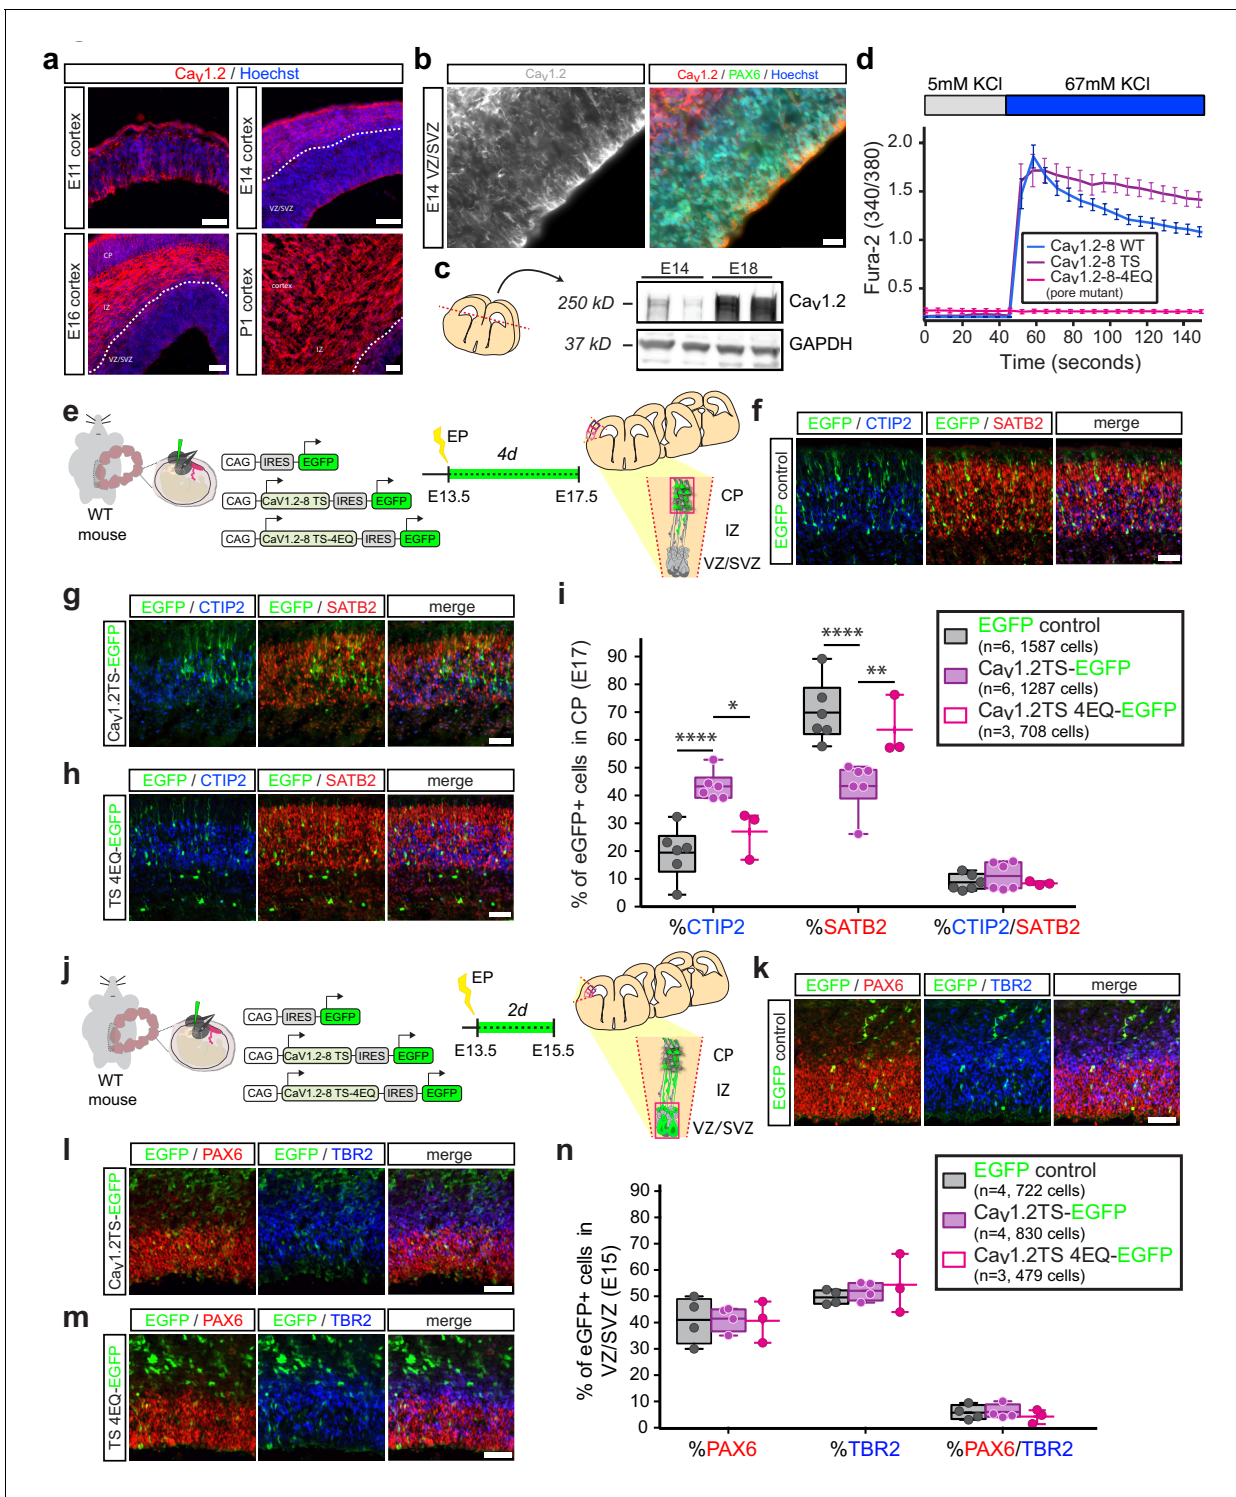 a
Cav1.2 / Hoechst
E11 cortex
E14 cortex
VZ/SVZ
E16 cortex
CP
IZ
VZ/SVZ
P1 cortex
cortex
IZ
b
Cav1.2
Cav1.2 / PAX6 / Hoechst
E14 VZ/SVZ
c
E14 E18
250 kD
Cav1.2
37 kD
GAPDH
d
5mM KCl 67mM KCl
Fura-2 (340/380)
2.0
1.5
1.0
0.5
Cav1.2-8 WT
Cav1.2-8 TS
Cav1.2-8-4EQ
(pore mutant)
0 20 40 60 80 100 120 140
Time (seconds)
e
WT
mouse
CAG IRES EGFP
CAG CaV1.2-8 TS IRES EGFP
CAG CaV1.2-8 TS-4EQ IRES EGFP
EP
4d
E13.5 E17.5
CP
IZ
VZ/SVZ
f
EGFP / CTIP2 EGFP / SATB2 merge
EGFP control
g
EGFP / CTIP2 EGFP / SATB2 merge
Cav1.2TS-EGFP
h
EGFP / CTIP2 EGFP / SATB2 merge
TS 4EQ-EGFP
i
% of eGFP+ cells in CP (E17)
90
80
70
60
50
40
30
20
10
0
****
*
****
**
%CTIP2 %SATB2 %CTIP2/SATB2
EGFP control
(n=6, 1587 cells)
Cav1.2TS-EGFP
(n=6, 1287 cells)
Cav1.2TS 4EQ-EGFP
(n=3, 708 cells)
j
WT
mouse
CAG IRES EGFP
CAG CaV1.2-8 TS IRES EGFP
CAG CaV1.2-8 TS-4EQ IRES EGFP
EP
2d
E13.5 E15.5
CP
IZ
VZ/SVZ
k
EGFP / PAX6 EGFP / TBR2 merge
EGFP control
l
EGFP / PAX6 EGFP / TBR2 merge
Cav1.2TS-EGFP
m
EGFP / PAX6 EGFP / TBR2 merge
TS 4EQ-EGFP
n
% of eGFP+ cells in
VZ/SVZ (E15)
90
80
70
60
50
40
30
20
10
0
%PAX6 %TBR2 %PAX6/TBR2
EGFP control
(n=4, 722 cells)
Cav1.2TS-EGFP
(n=4, 830 cells)
Cav1.2TS 4EQ-EGFP
(n=3, 479 cells)